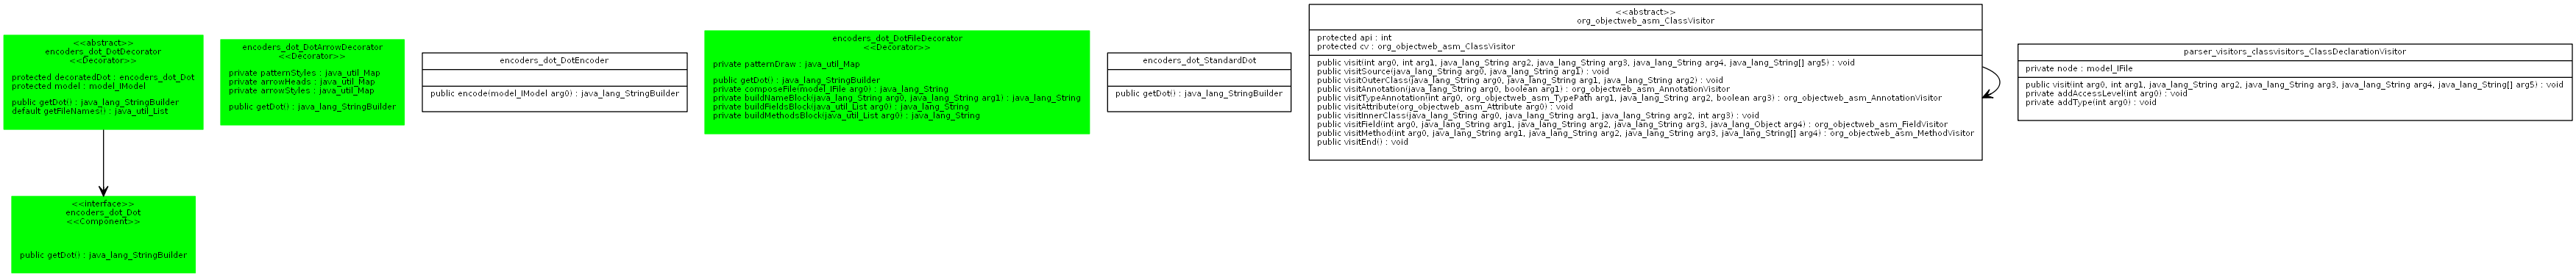 <<abstract>>
encoders_dot_DotDecorator
<<Decorator>>
protected decoratedDot : encoders_dot_Dot
protected model : model_IModel
public getDot() : java_lang_StringBuilder
default getFileNames() : java_util_List
<<interface>>
encoders_dot_Dot
<<Component>>
public getDot() : java_lang_StringBuilder
encoders_dot_DotArrowDecorator
<<Decorator>>
private patternStyles : java_util_Map
private arrowHeads : java_util_Map
private arrowStyles : java_util_Map
public getDot() : java_lang_StringBuilder
encoders_dot_DotEncoder
public encode(model_IModel arg0) : java_lang_StringBuilder
encoders_dot_DotFileDecorator
<<Decorator>>
private patternDraw : java_util_Map
public getDot() : java_lang_StringBuilder
private composeFile(model_IFile arg0) : java_lang_String
private buildNameBlock(java_lang_String arg0, java_lang_String arg1) : java_lang_String
private buildFieldsBlock(java_util_List arg0) : java_lang_String
private buildMethodsBlock(java_util_List arg0) : java_lang_String
encoders_dot_StandardDot
public getDot() : java_lang_StringBuilder
<<abstract>>
org_objectweb_asm_ClassVisitor
protected api : int
protected cv : org_objectweb_asm_ClassVisitor
public visit(int arg0, int arg1, java_lang_String arg2, java_lang_String arg3, java_lang_String arg4, java_lang_String[] arg5) : void
public visitSource(java_lang_String arg0, java_lang_String arg1) : void
public visitOuterClass(java_lang_String arg0, java_lang_String arg1, java_lang_String arg2) : void
public visitAnnotation(java_lang_String arg0, boolean arg1) : org_objectweb_asm_AnnotationVisitor
public visitTypeAnnotation(int arg0, org_objectweb_asm_TypePath arg1, java_lang_String arg2, boolean arg3) : org_objectweb_asm_AnnotationVisitor
public visitAttribute(org_objectweb_asm_Attribute arg0) : void
public visitInnerClass(java_lang_String arg0, java_lang_String arg1, java_lang_String arg2, int arg3) : void
public visitField(int arg0, java_lang_String arg1, java_lang_String arg2, java_lang_String arg3, java_lang_Object arg4) : org_objectweb_asm_FieldVisitor
public visitMethod(int arg0, java_lang_String arg1, java_lang_String arg2, java_lang_String arg3, java_lang_String[] arg4) : org_objectweb_asm_MethodVisitor
public visitEnd() : void
parser_visitors_classvisitors_ClassDeclarationVisitor
private node : model_IFile
public visit(int arg0, int arg1, java_lang_String arg2, java_lang_String arg3, java_lang_String arg4, java_lang_String[] arg5) : void
private addAccessLevel(int arg0) : void
private addType(int arg0) : void